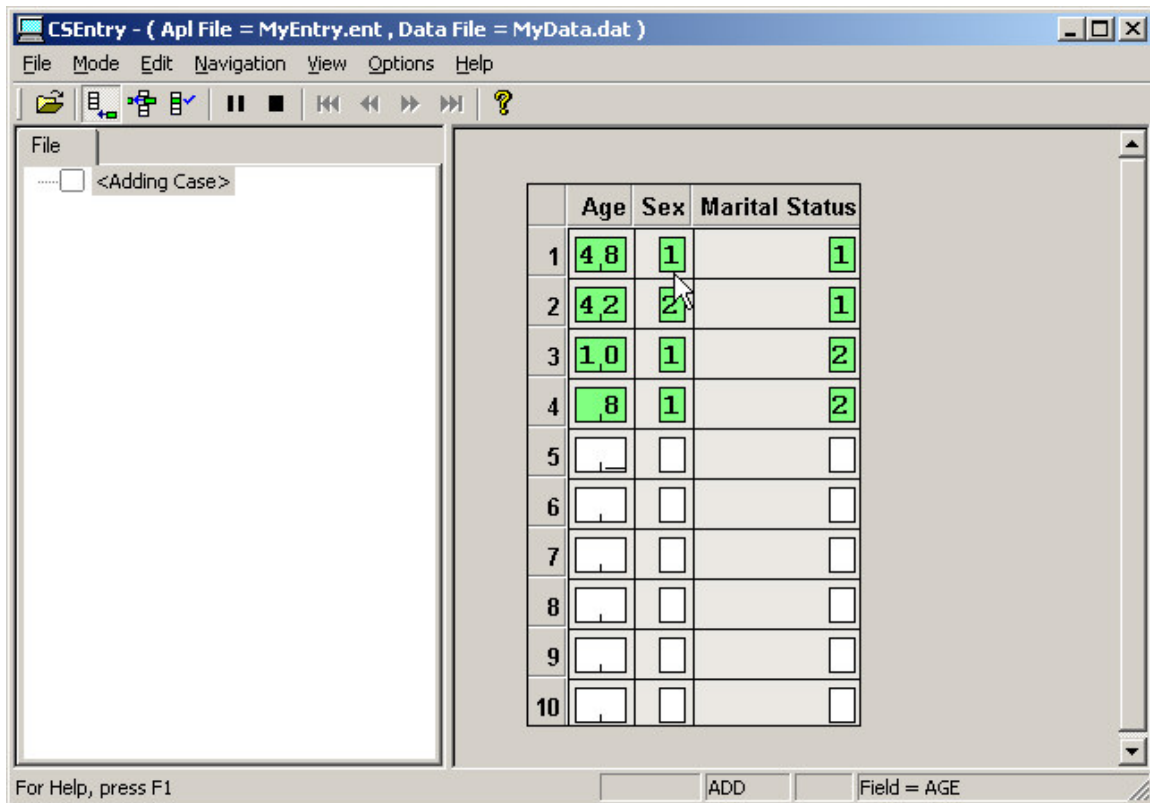 CSEntry - ( Apl File = MyEntry.ent , Data File = MyData.dat )
File Mode Edit Navigation View Options Help
File
<Adding Case>
Age Sex Marital Status
1 48 1 1
2 42 2 1
3 10 1 2
4 8 1 2
5
6
7
8
9
10
For Help, press F1 ADD Field = AGE